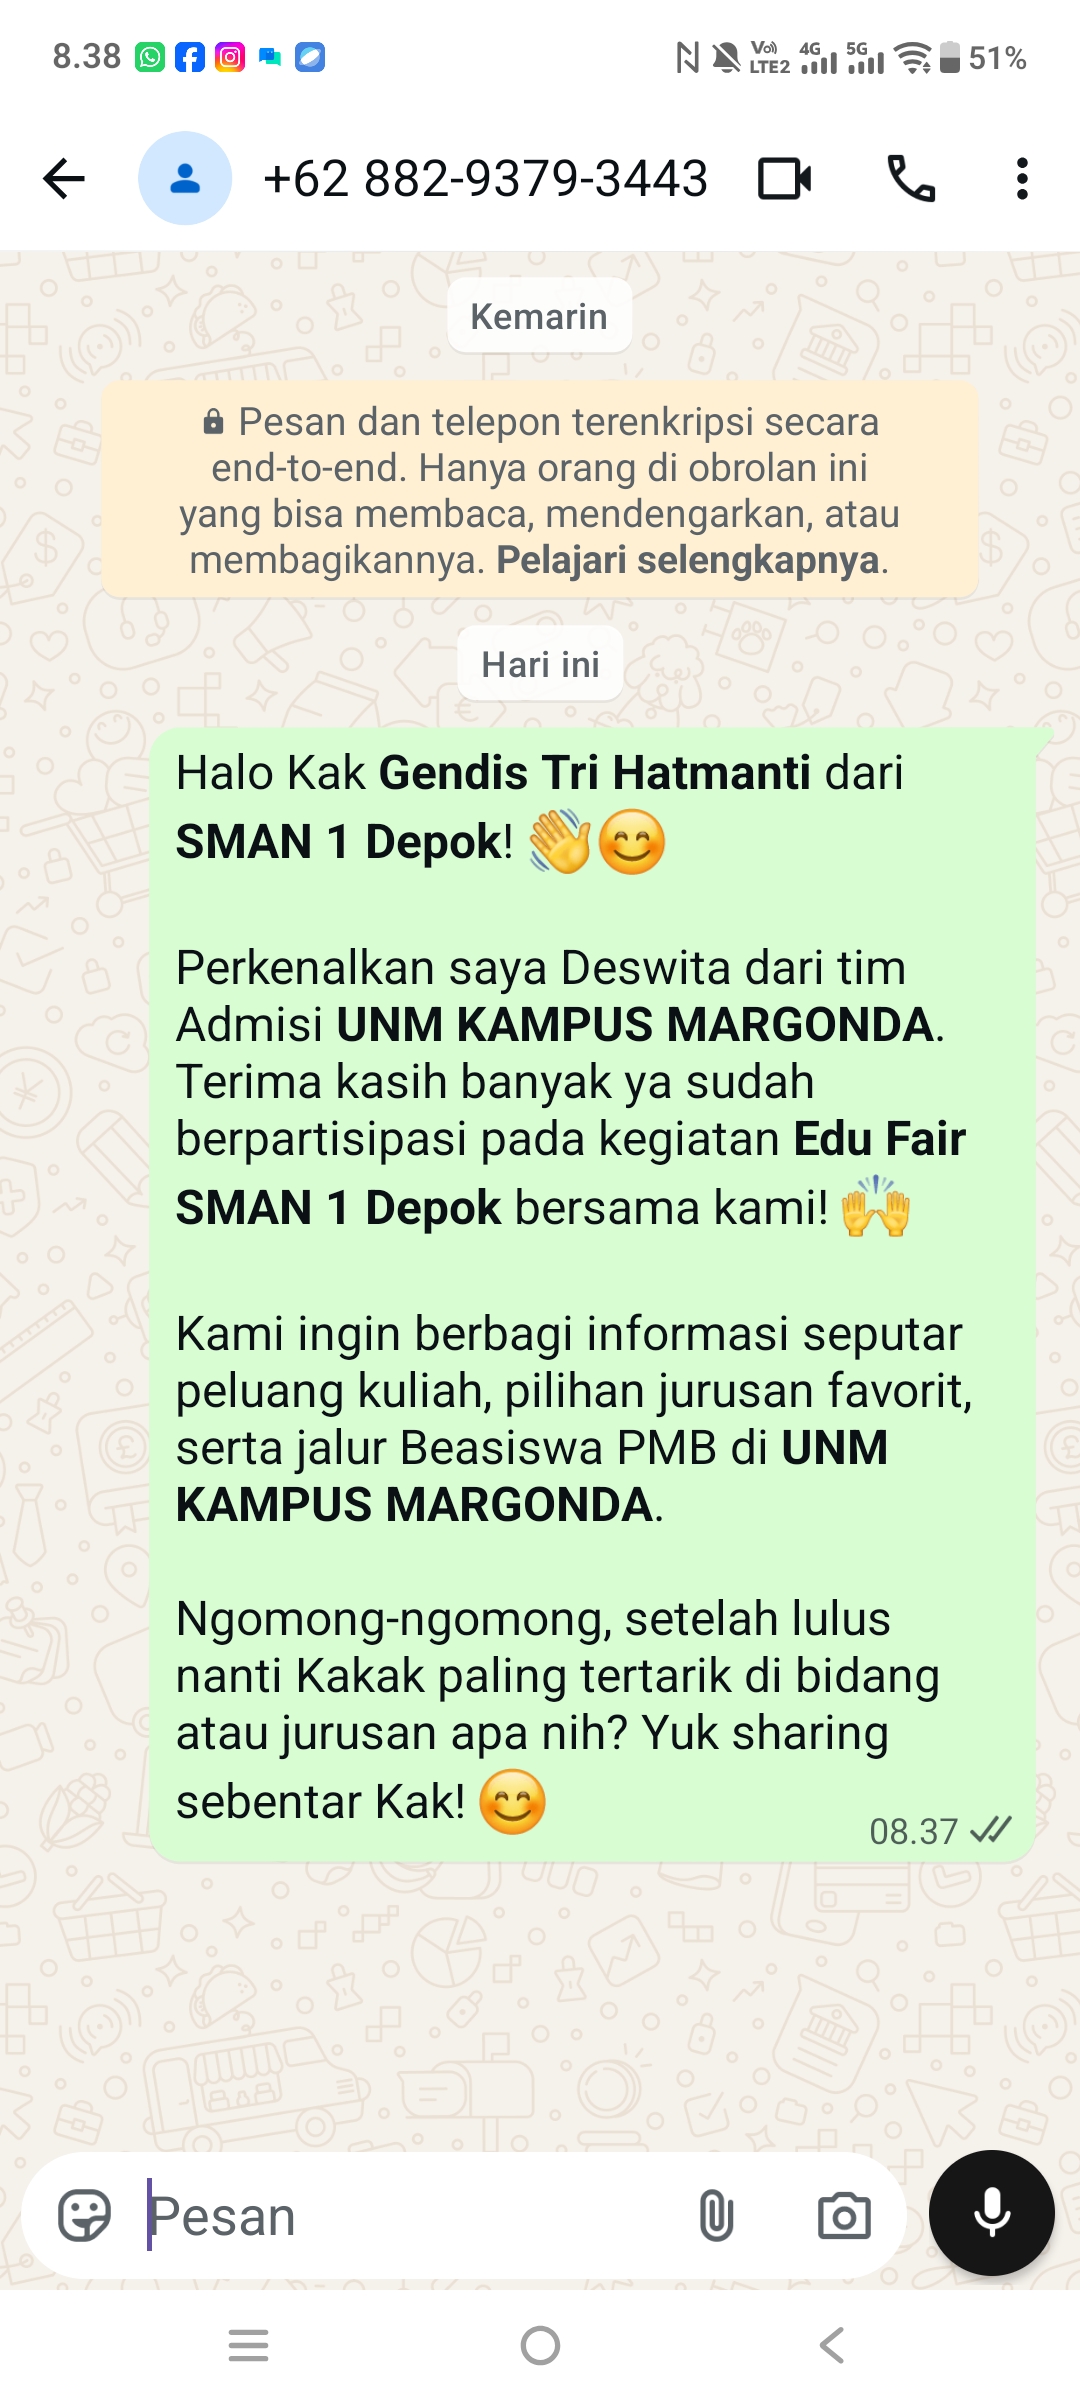 8.38
Vo))
LTE2
4G
5G
51%
+62 882-9379-3443
Kemarin
Pesan dan telepon terenkripsi secara
end-to-end. Hanya orang di obrolan ini
yang bisa membaca, mendengarkan, atau
membagikannya. Pelajari selengkapnya.
Hari ini
Halo Kak Gendis Tri Hatmanti dari
SMAN 1 Depok! 👋😊
Perkenalkan saya Deswita dari tim
Admisi UNM KAMPUS MARGONDA.
Terima kasih banyak ya sudah
berpartisipasi pada kegiatan Edu Fair
SMAN 1 Depok bersama kami! 🙌
Kami ingin berbagi informasi seputar
peluang kuliah, pilihan jurusan favorit,
serta jalur Beasiswa PMB di UNM
KAMPUS MARGONDA.
Ngomong-ngomong, setelah lulus
nanti Kakak paling tertarik di bidang
atau jurusan apa nih? Yuk sharing
sebentar Kak! 😊
08.37
Pesan